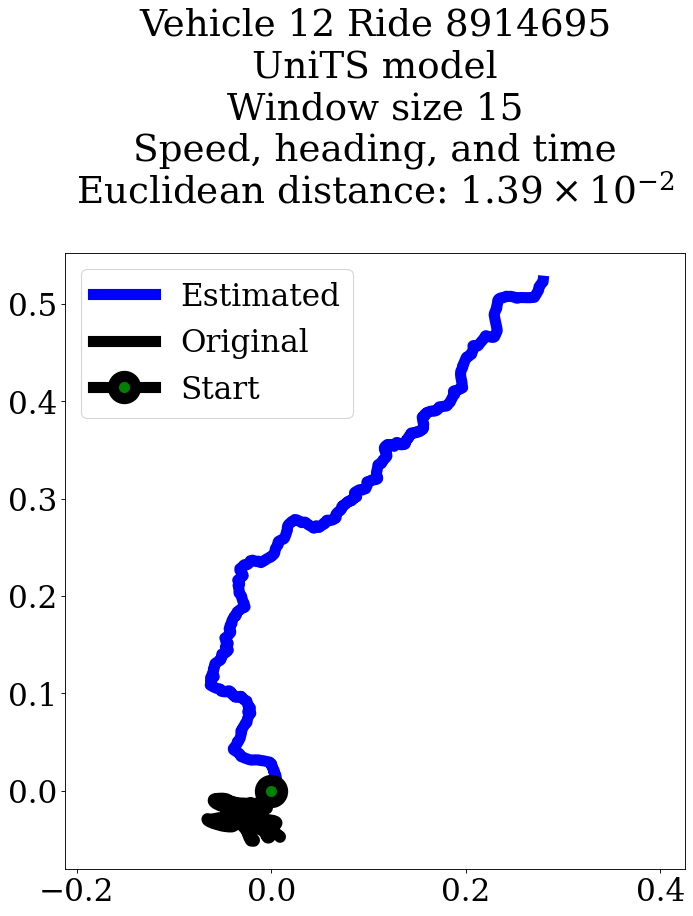 Vehicle 12 Ride 8914695
UniTS model
Window size 15
Speed, heading, and time
Euclidean distance: 1.39 × 10⁻²
Estimated
Original
Start
0.5
0.4
0.3
0.2
0.1
0.0
−0.2 0.0 0.2 0.4